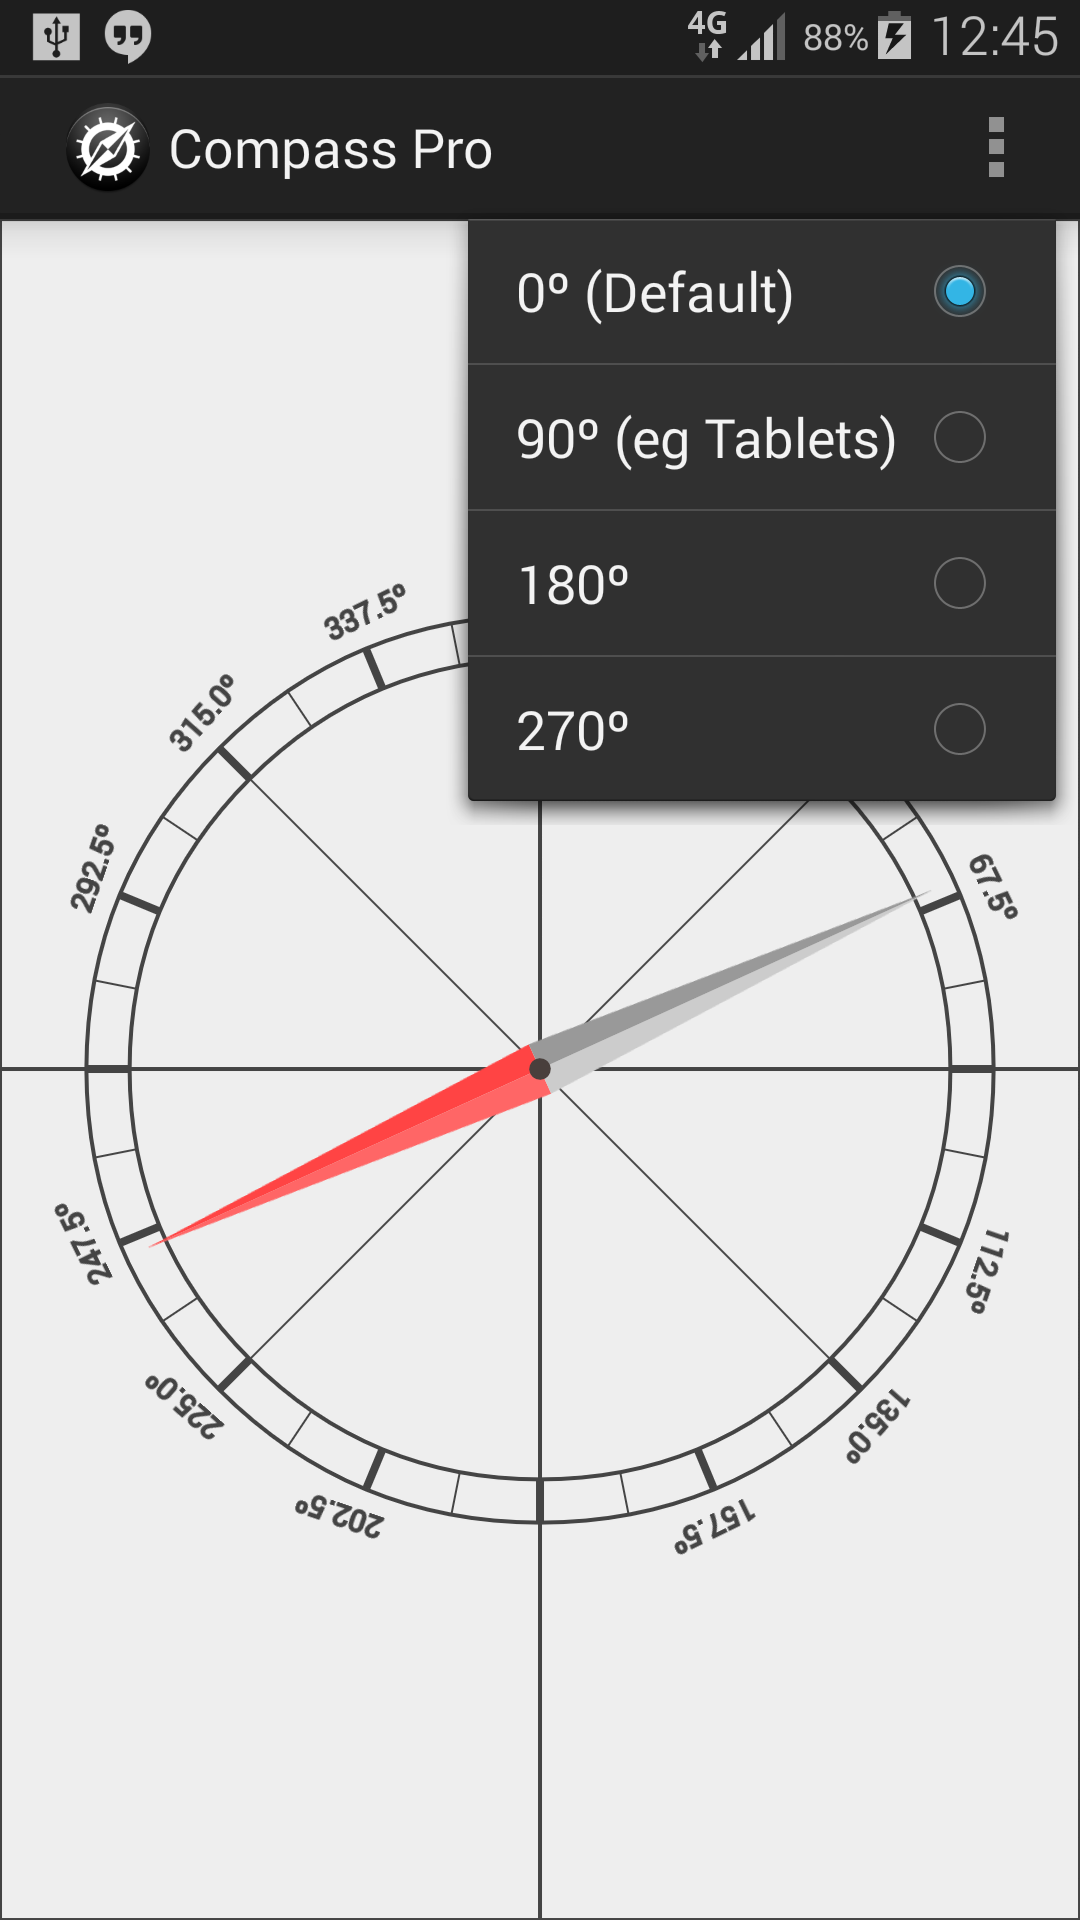 4G 88% 12:45
Compass Pro
0º (Default)
90º (eg Tablets)
180º
270º
337.5º
315.0º
292.5º
67.5º
247.5º
112.5º
225.0º
135.0º
202.5º
157.5º